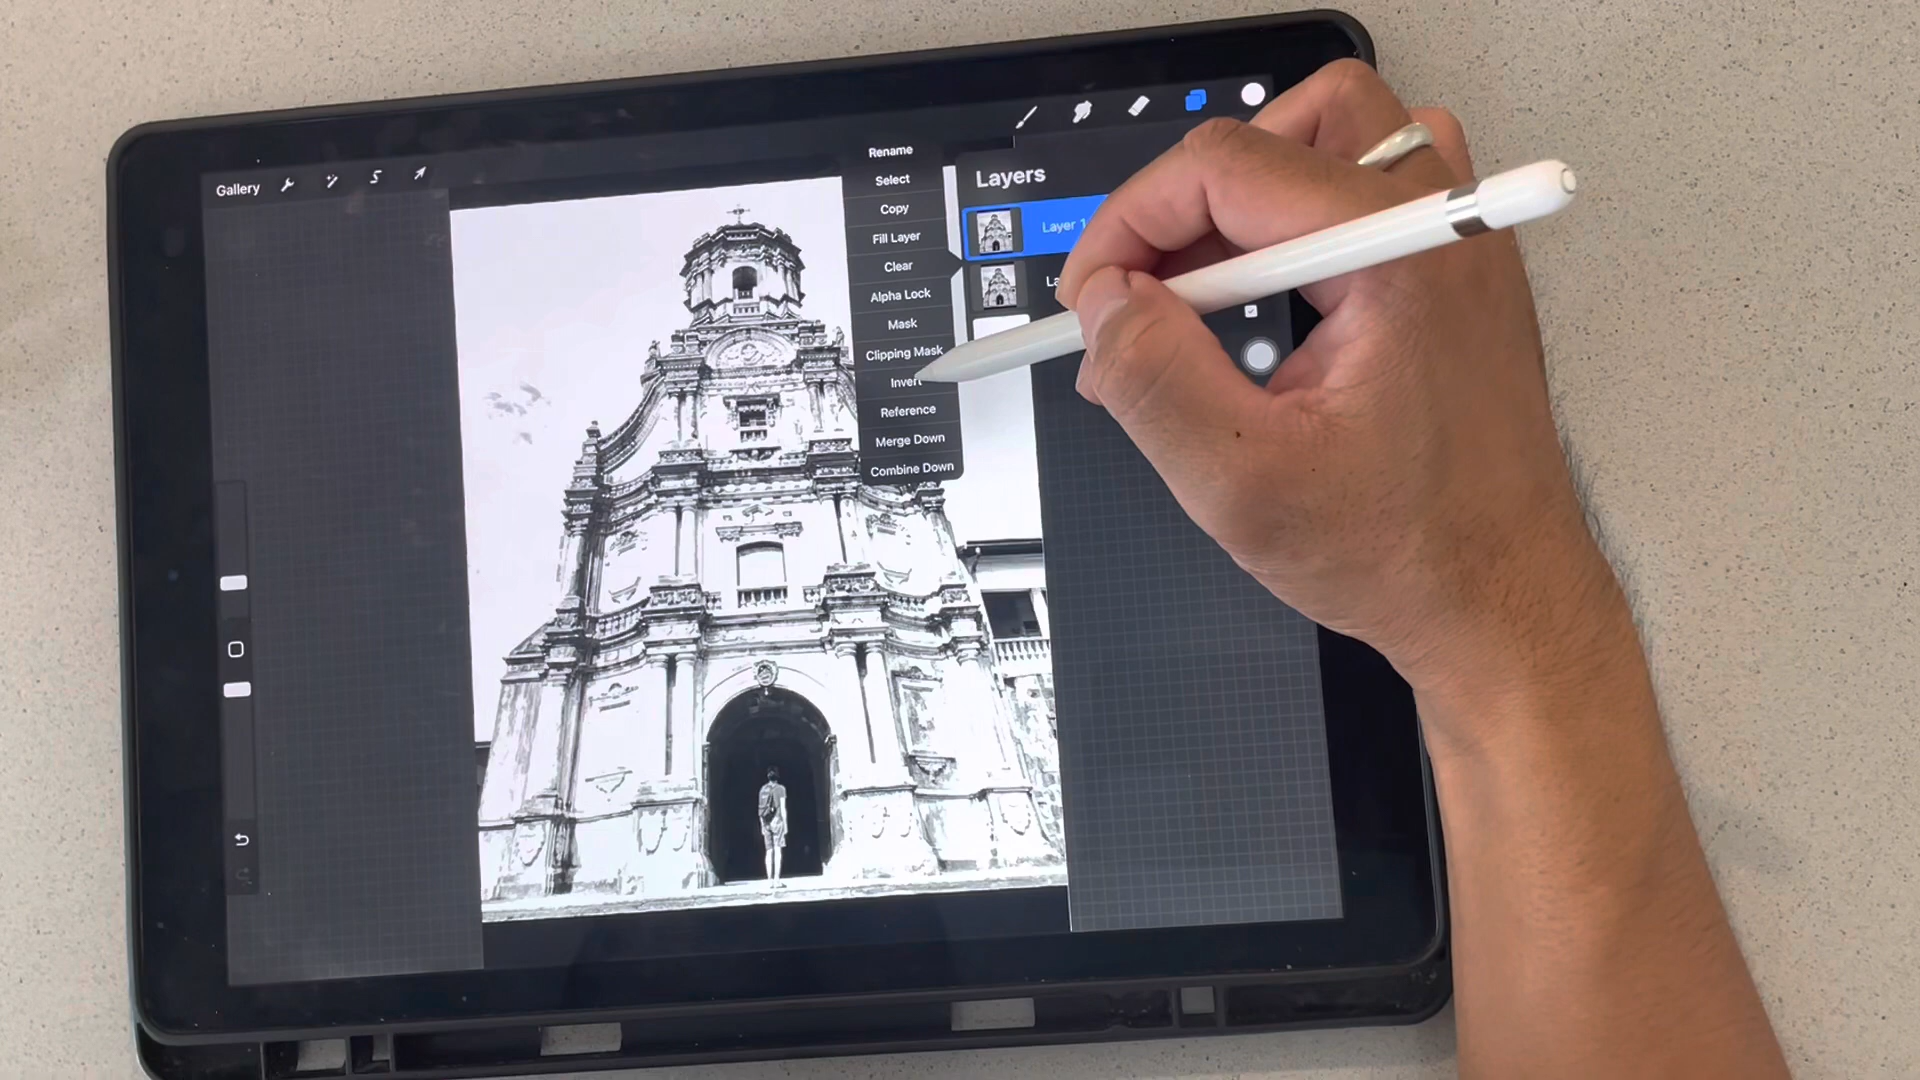 Gallery
Rename
Select
Copy
Fill Layer
Clear
Alpha Lock
Mask
Clipping Mask
Invert
Reference
Merge Down
Combine Down
Layers
Layer 1